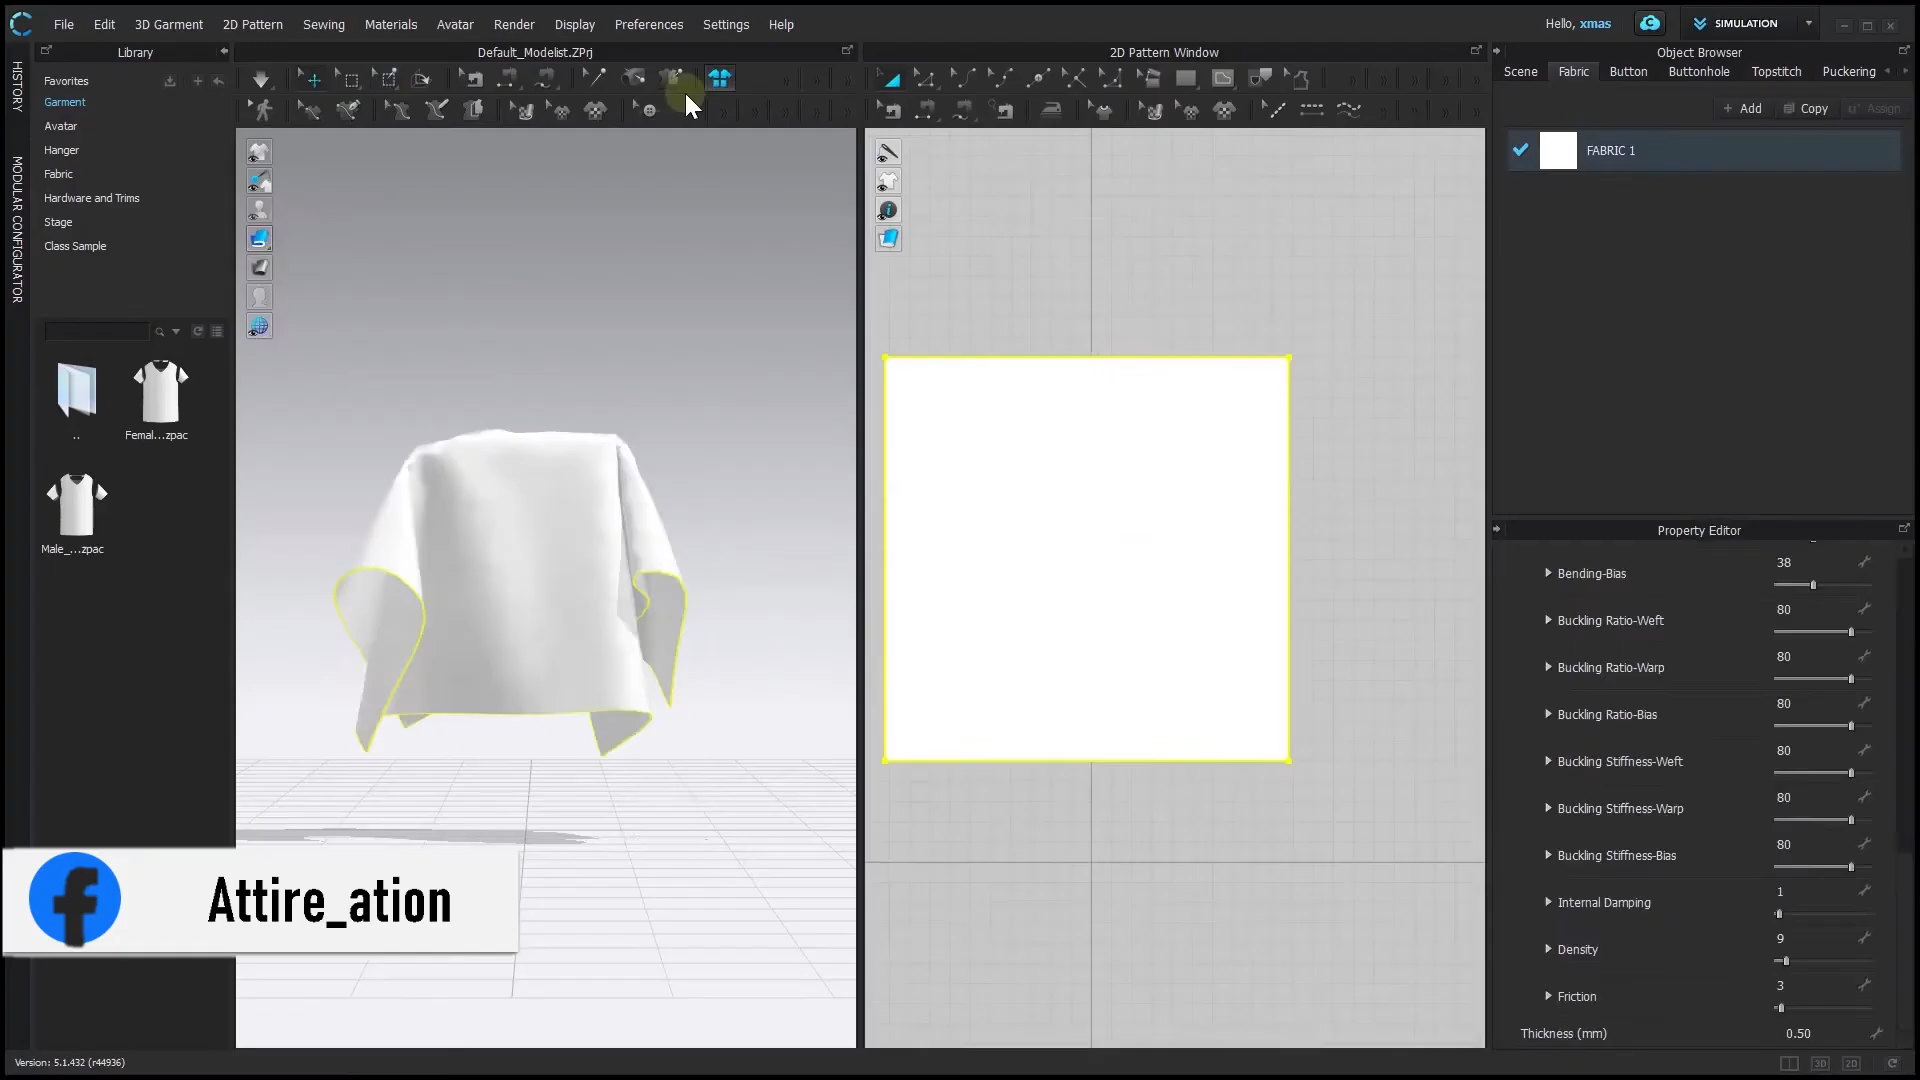 File Edit 3D Garment 2D Pattern Sewing Materials Avatar Render Display Preferences Settings Help
Hello, xmas
SIMULATION
Library
Default_Modelist.ZPrj
2D Pattern Window
Object Browser
HISTORY
MODULAR CONFIGURATOR
Favorites
Garment
Avatar
Hanger
Fabric
Hardware and Trims
Stage
Class Sample
..
Femal...zpac
Male_...zpac
Scene Fabric Button Buttonhole Topstitch Puckering
+ Add Copy Assign
FABRIC 1
Property Editor
Bending-Bias 38
Buckling Ratio-Weft 80
Buckling Ratio-Warp 80
Buckling Ratio-Bias 80
Buckling Stiffness-Weft 80
Buckling Stiffness-Warp 80
Buckling Stiffness-Bias 80
Internal Damping 1
Density 9
Friction 3
Thickness (mm) 0.50
Attire_ation
Version: 5.1.432 (r44936)
3D 2D